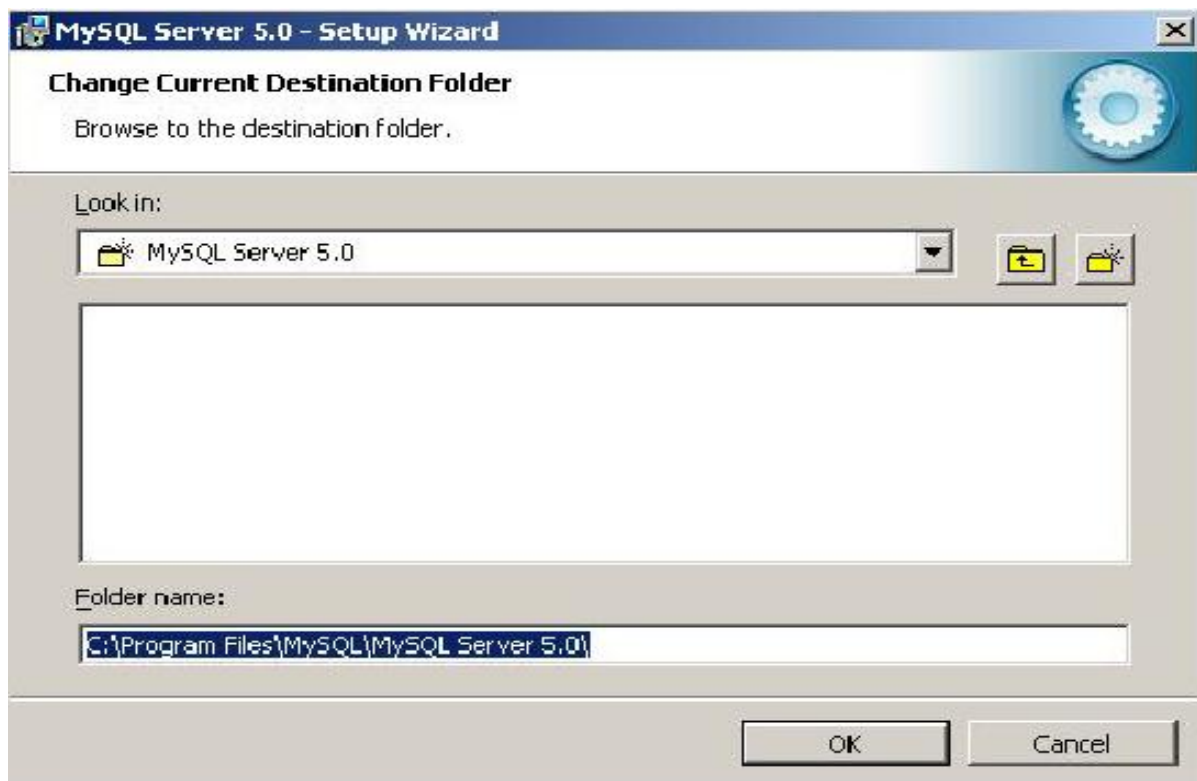 MySQL Server 5.0 - Setup Wizard
Change Current Destination Folder
Browse to the destination folder.
Look in:
MySQL Server 5.0
Folder name:
C:\Program Files\MySQL\MySQL Server 5.0\
OK Cancel